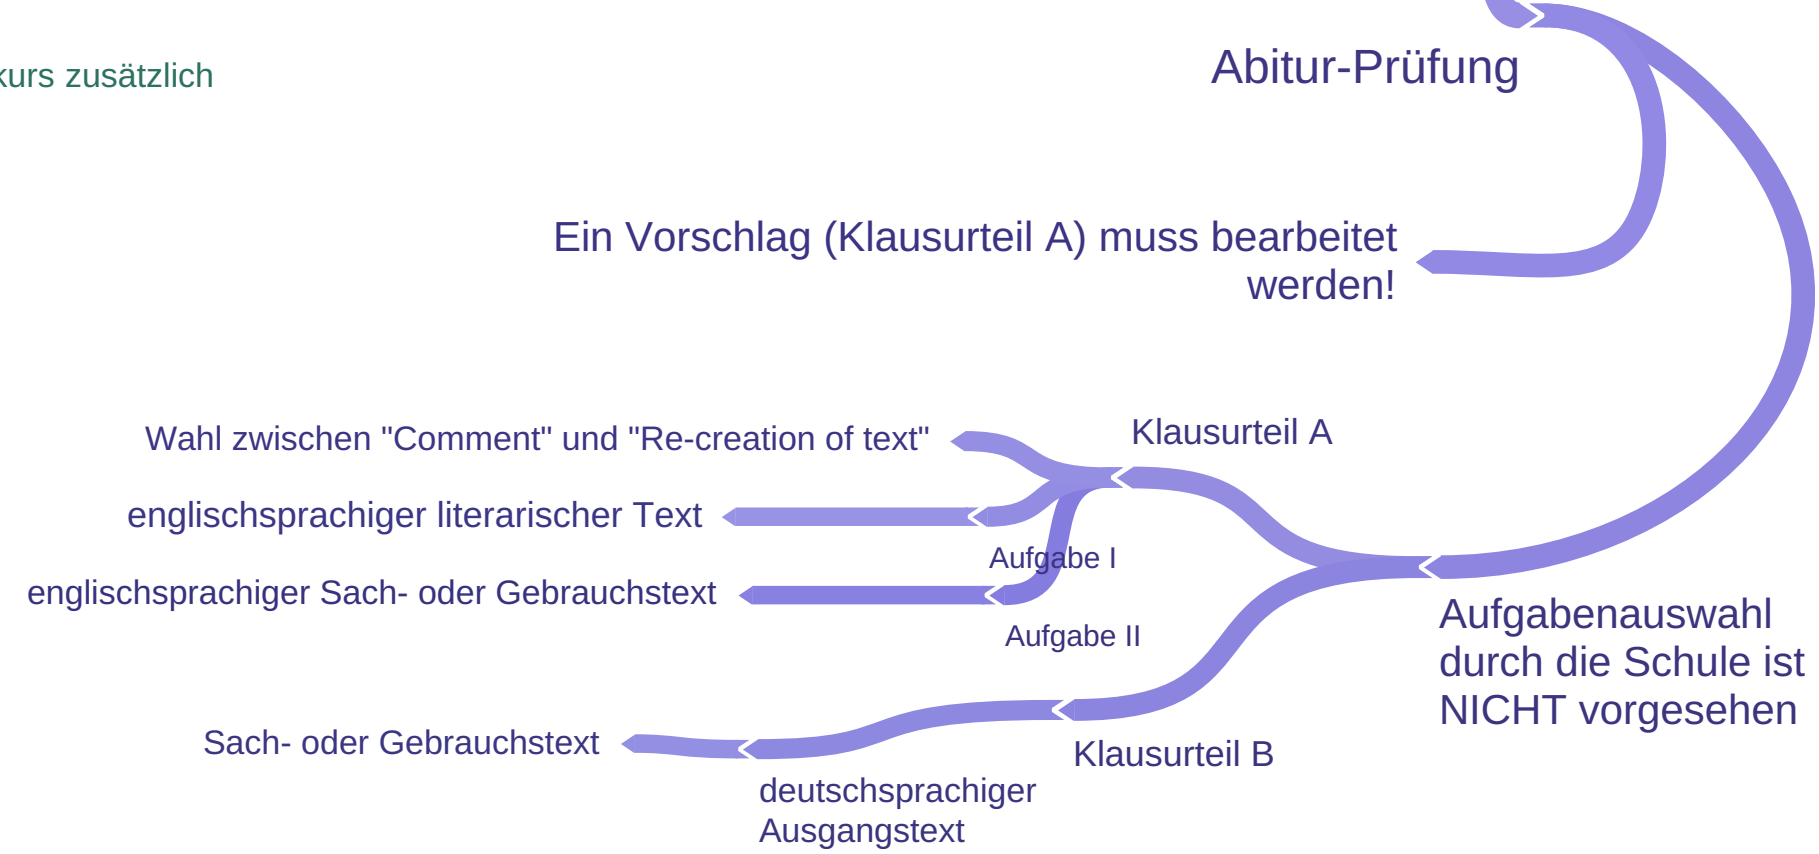 Abitur-Prüfung
kurs zusätzlich
Ein Vorschlag (Klausurteil A) muss bearbeitet
werden!
Klausurteil A
Wahl zwischen "Comment" und "Re-creation of text"
englischsprachiger literarischer Text
Aufgabe I
englischsprachiger Sach- oder Gebrauchstext
Aufgabe II
Aufgabenauswahl
durch die Schule ist
NICHT vorgesehen
Klausurteil B
Sach- oder Gebrauchstext
deutschsprachiger
Ausgangstext